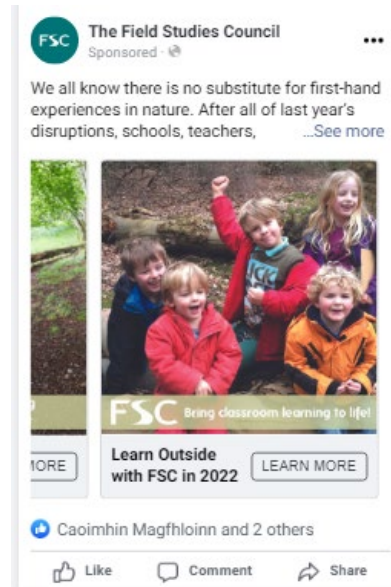 FSC
The Field Studies Council
Sponsored ·
We all know there is no substitute for first-hand
experiences in nature. After all of last year's
disruptions, schools, teachers, ...See more
FSC Bring classroom learning to life!
MORE
Learn Outside
with FSC in 2022
LEARN MORE
Caoimhin Magfhloinn and 2 others
Like Comment Share